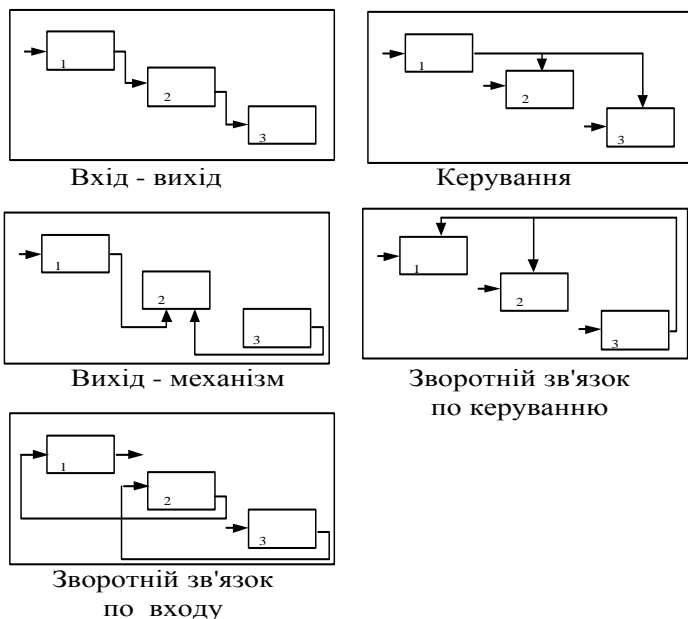 1
2
3
Вхід - вихід
1
2
3
Керування
1
2
3
Вихід - механізм
1
2
3
Зворотній зв'язок
по керуванню
1
2
3
Зворотній зв'язок
по входу